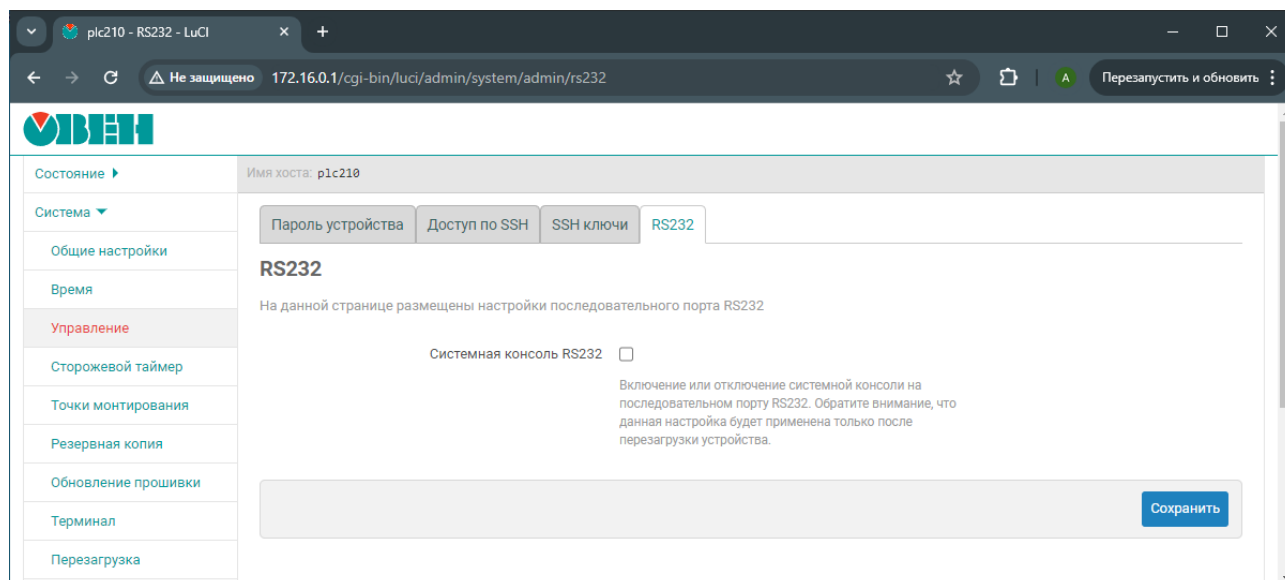 plc210 - RS232 - LuCI
Не защищено 172.16.0.1/cgi-bin/luci/admin/system/admin/rs232 A Перезапустить и обновить
ОВЕН
Состояние
Имя хоста: plc210
Система
Пароль устройства Доступ по SSH SSH ключи RS232
Общие настройки
RS232
Время
На данной странице размещены настройки последовательного порта RS232
Управление
Системная консоль RS232
Сторожевой таймер
Включение или отключение системной консоли на
последовательном порту RS232. Обратите внимание, что
данная настройка будет применена только после
перезагрузки устройства.
Точки монтирования
Резервная копия
Обновление прошивки
Терминал
Сохранить
Перезагрузка